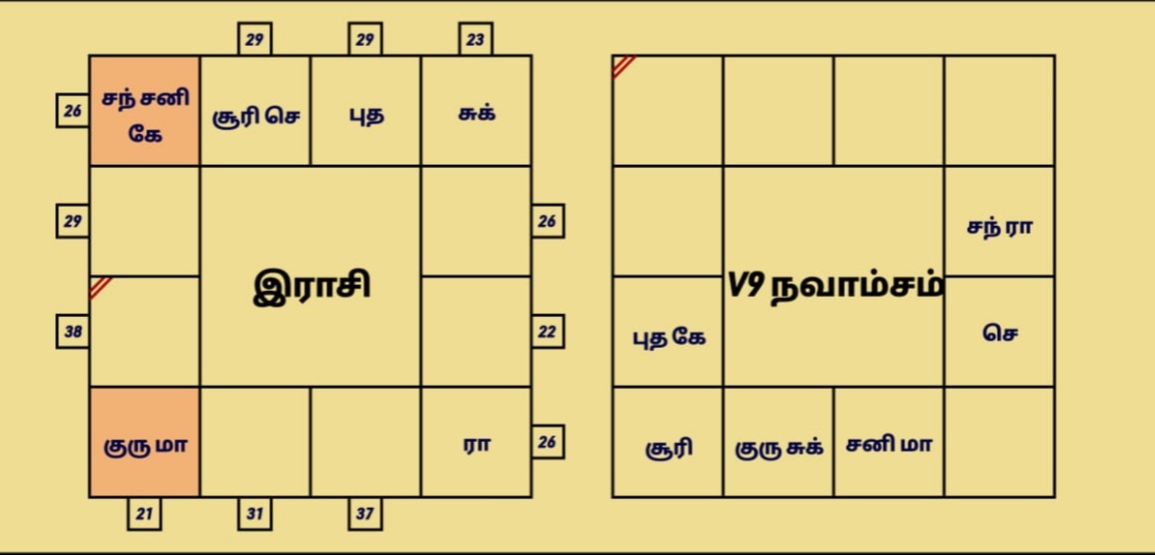 29 29 23
26 சந் சனி
கே சூரி செ புத சுக்
29 26
சந் ரா
இராசி V9 நவாம்சம்
38 22 புத கே செ
குரு மா ரா 26 சூரி குரு சுக் சனி மா
21 31 37